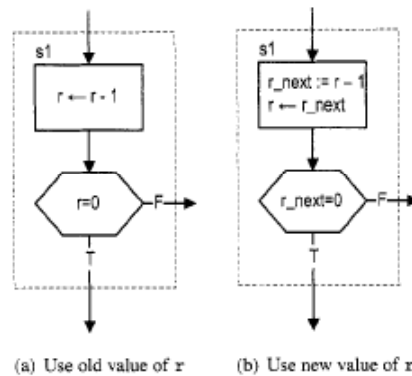 s1
r ← r - 1
r=0
F
T
(a) Use old value of r
s1
r_next := r – 1
r ← r_next
r_next=0
F
T
(b) Use new value of r